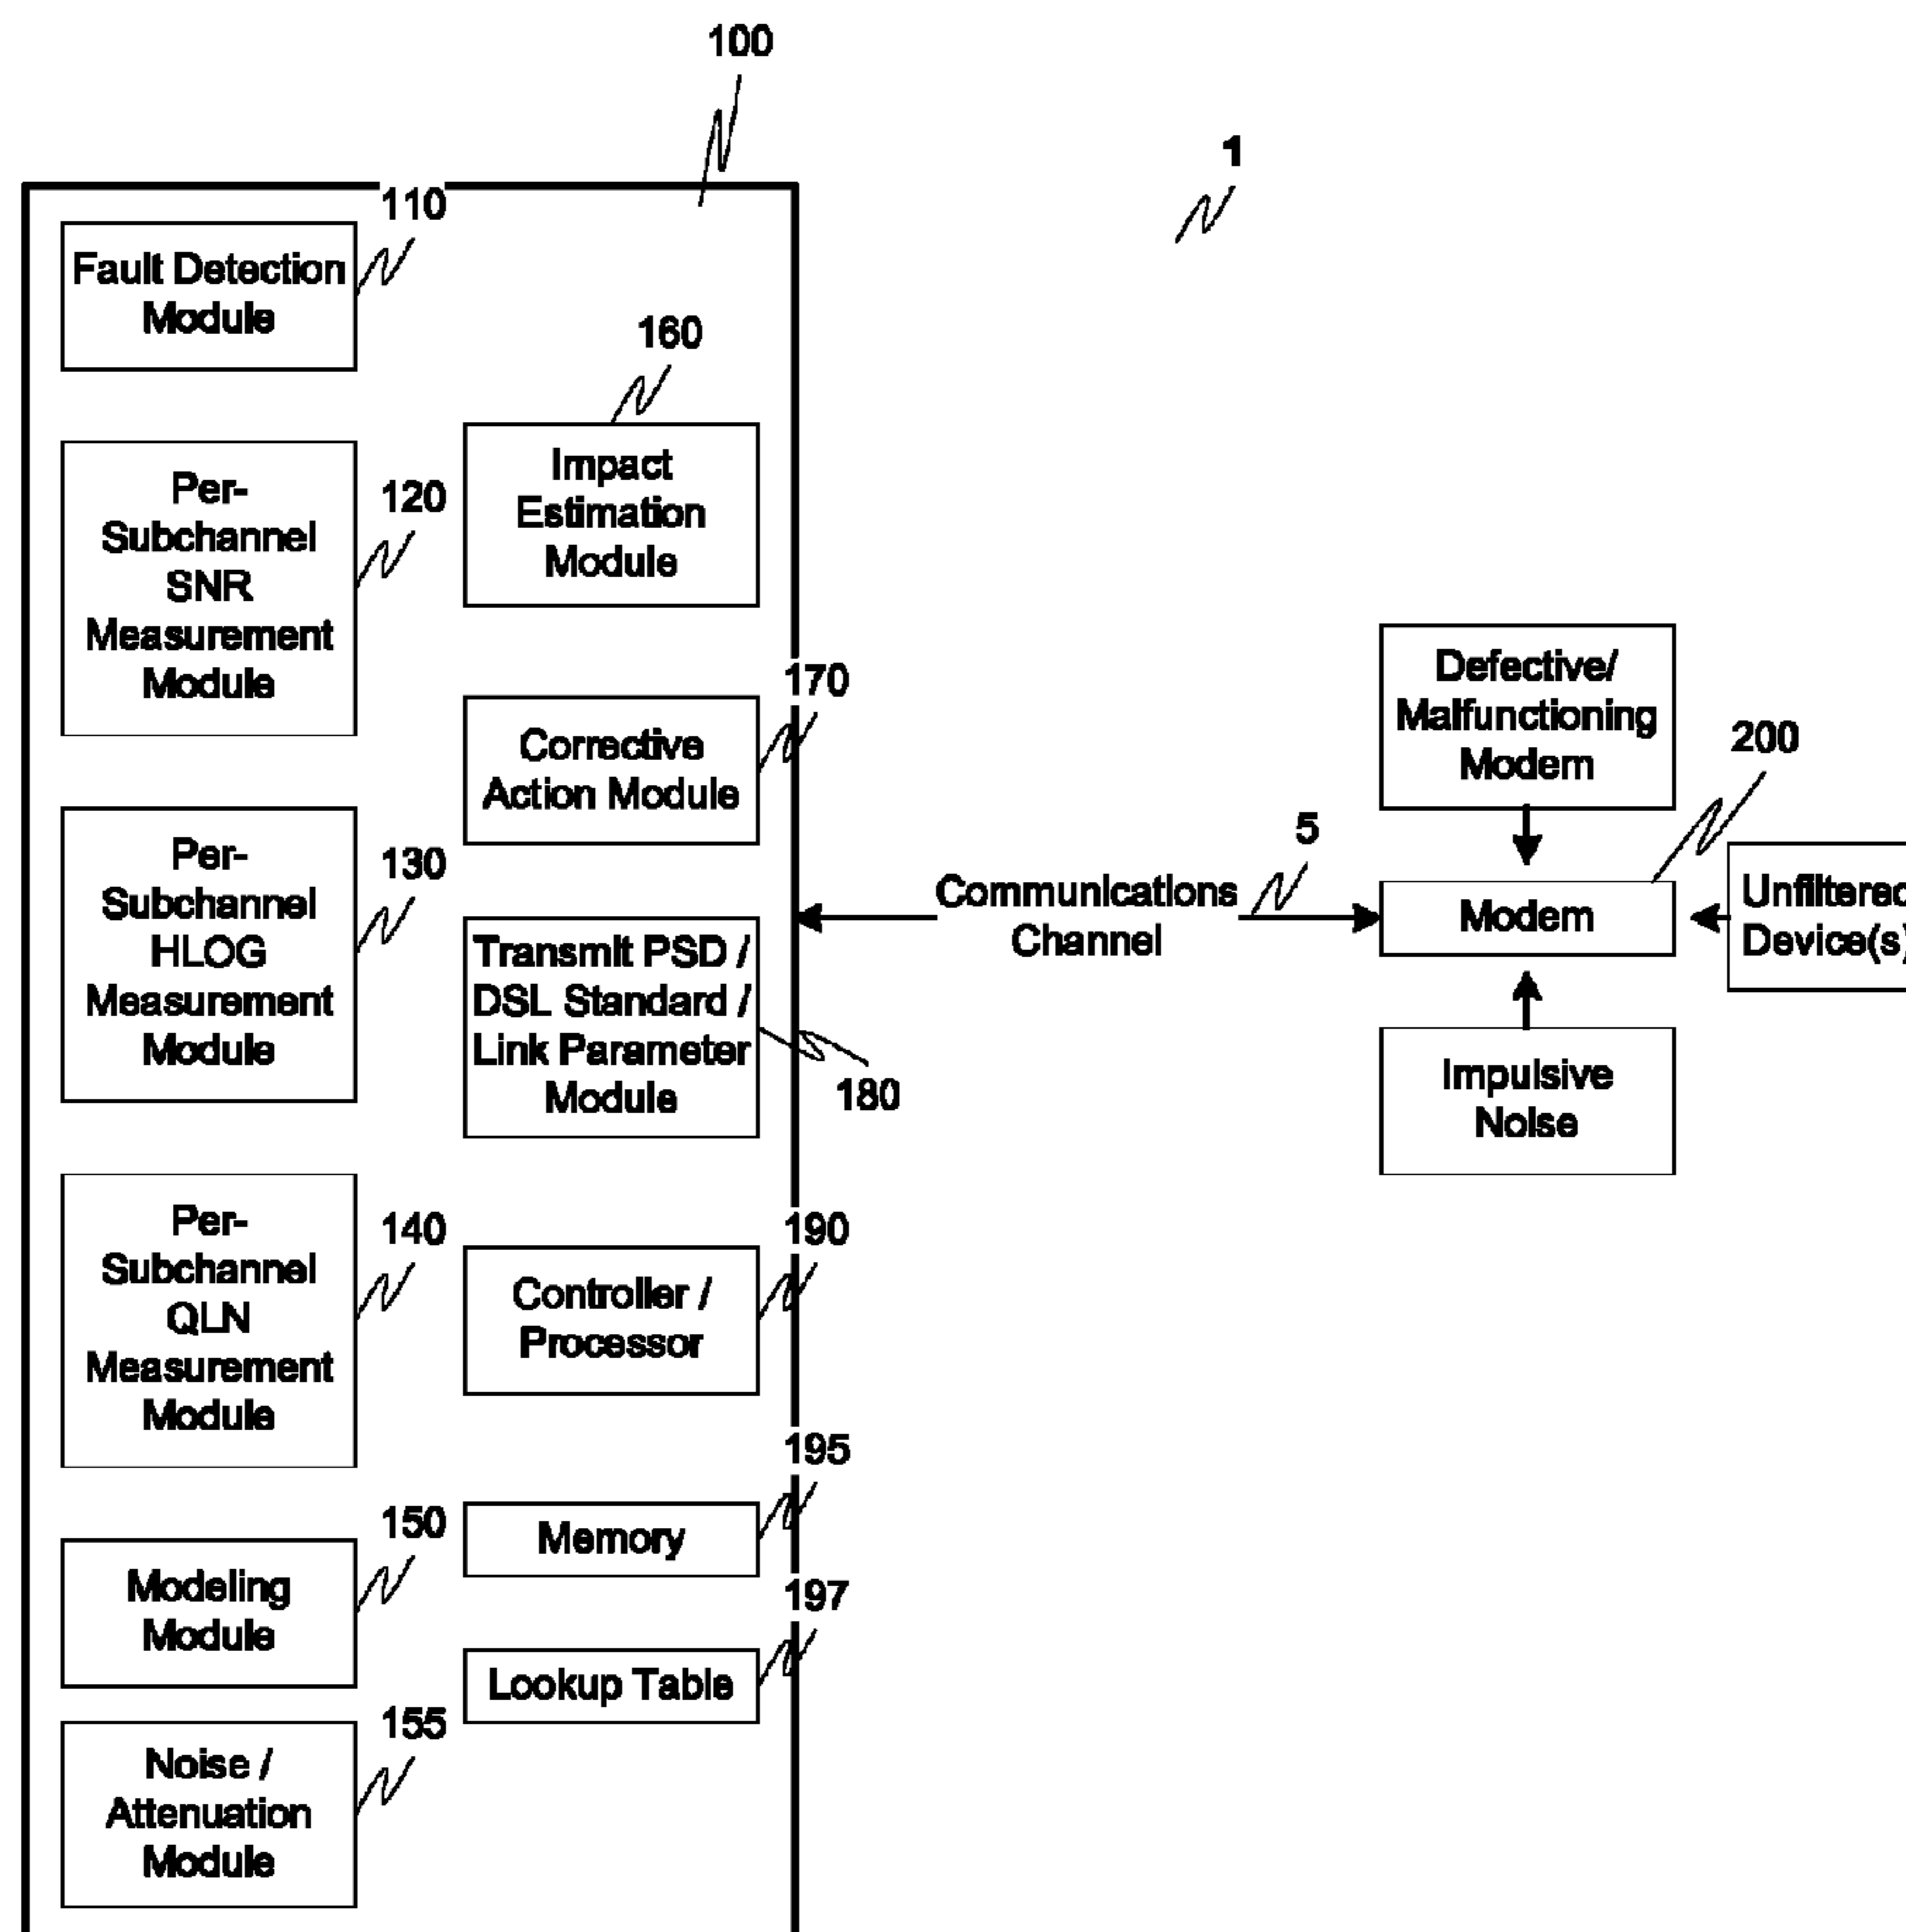 100
1
110
Fault Detection
Module
160
Impact
Estimation
Module
120
Per-
Subchannel
SNR
Measurement
Module
170
Corrective
Action Module
Defective/
Malfunctioning
Modem
200
130
Per-
Subchannel
HLOG
Measurement
Module
5
Communications
Channel
Modem
Unfiltered
Device(s)
Transmit PSD /
DSL Standard /
Link Parameter
Module
180
Impulsive
Noise
140
Per-
Subchannel
QLN
Measurement
Module
190
Controller /
Processor
195
Memory
150
Modeling
Module
197
Lookup Table
155
Noise /
Attenuation
Module